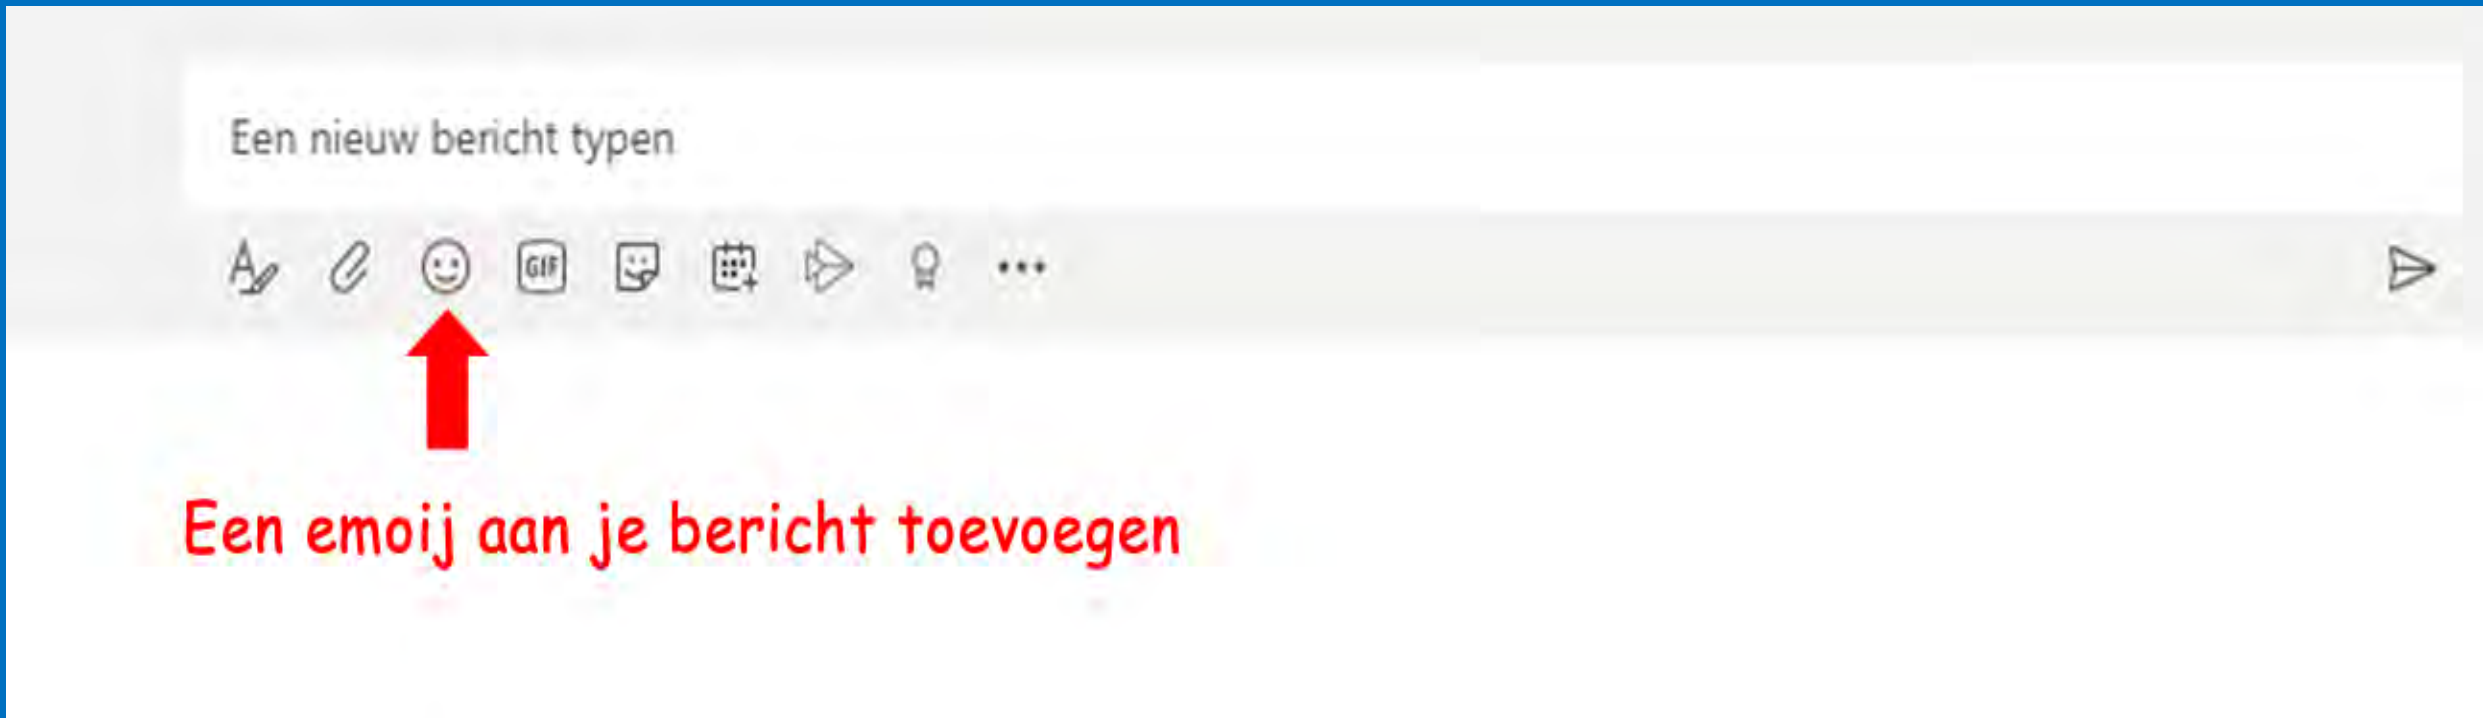 Een nieuw bericht typen
GIF
Een emoij aan je bericht toevoegen